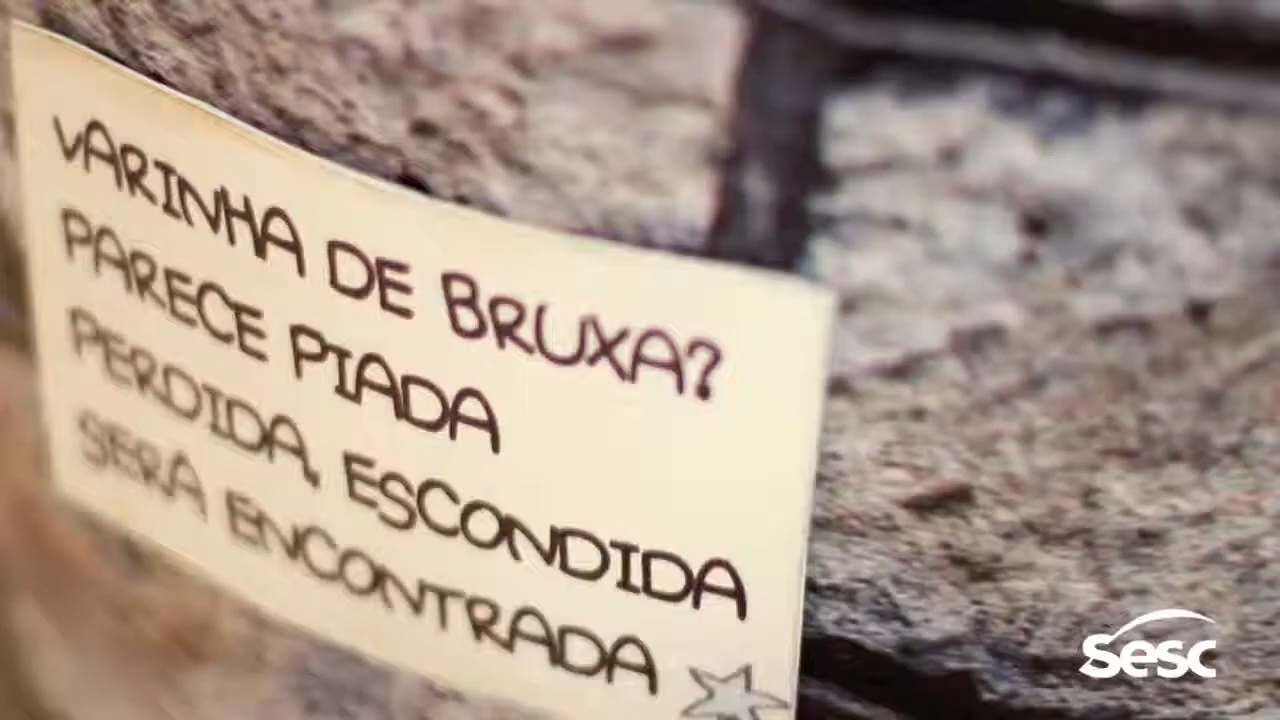 vARINHA DE BRUXA?
PARECE PIADA
PERDIDA, ESCONDIDA
SERÁ ENCONTRADA
Sesc